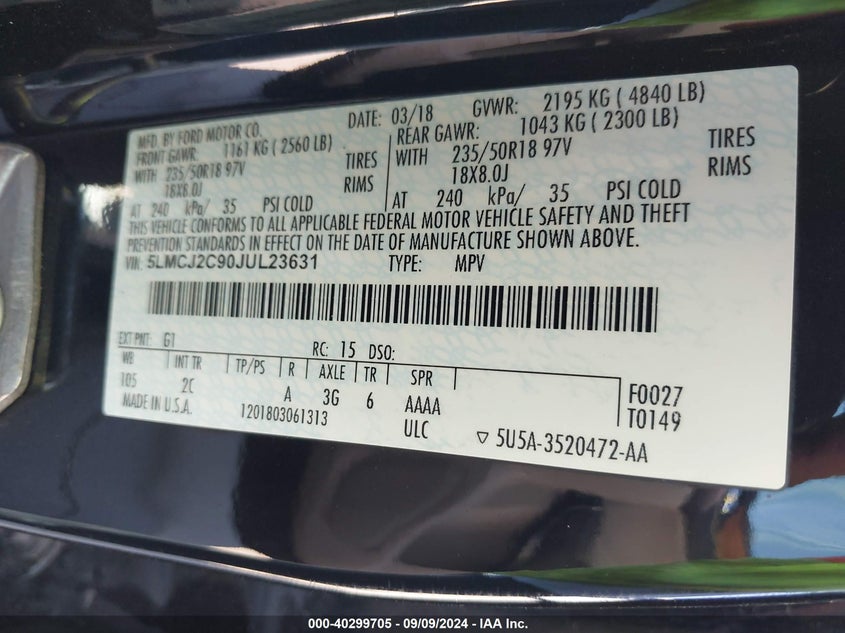 MFD. BY FORD MOTOR CO.
DATE: 03/18 GVWR: 2195 KG ( 4840 LB)
FRONT GAWR: 1161 KG ( 2560 LB)
REAR GAWR: 1043 KG ( 2300 LB)
WITH 235/50R18 97V TIRES
WITH 235/50R18 97V TIRES
18X8.0J RIMS
18X8.0J RIMS
AT 240 kPa/ 35 PSI COLD
AT 240 kPa/ 35 PSI COLD
THIS VEHICLE CONFORMS TO ALL APPLICABLE FEDERAL MOTOR VEHICLE SAFETY AND THEFT
PREVENTION STANDARDS IN EFFECT ON THE DATE OF MANUFACTURE SHOWN ABOVE.
VIN: 5LMCJ2C90JUL23631 TYPE: MPV
EXT PNT: G1 RC: 15 DSO:
WB INT TR TP/PS R AXLE TR SPR
105 2C A 3G 6 AAAA F0027
MADE IN U.S.A. 1201803061313 ULC T0149
5U5A-3520472-AA
000-40299705 - 09/09/2024 - IAA Inc.